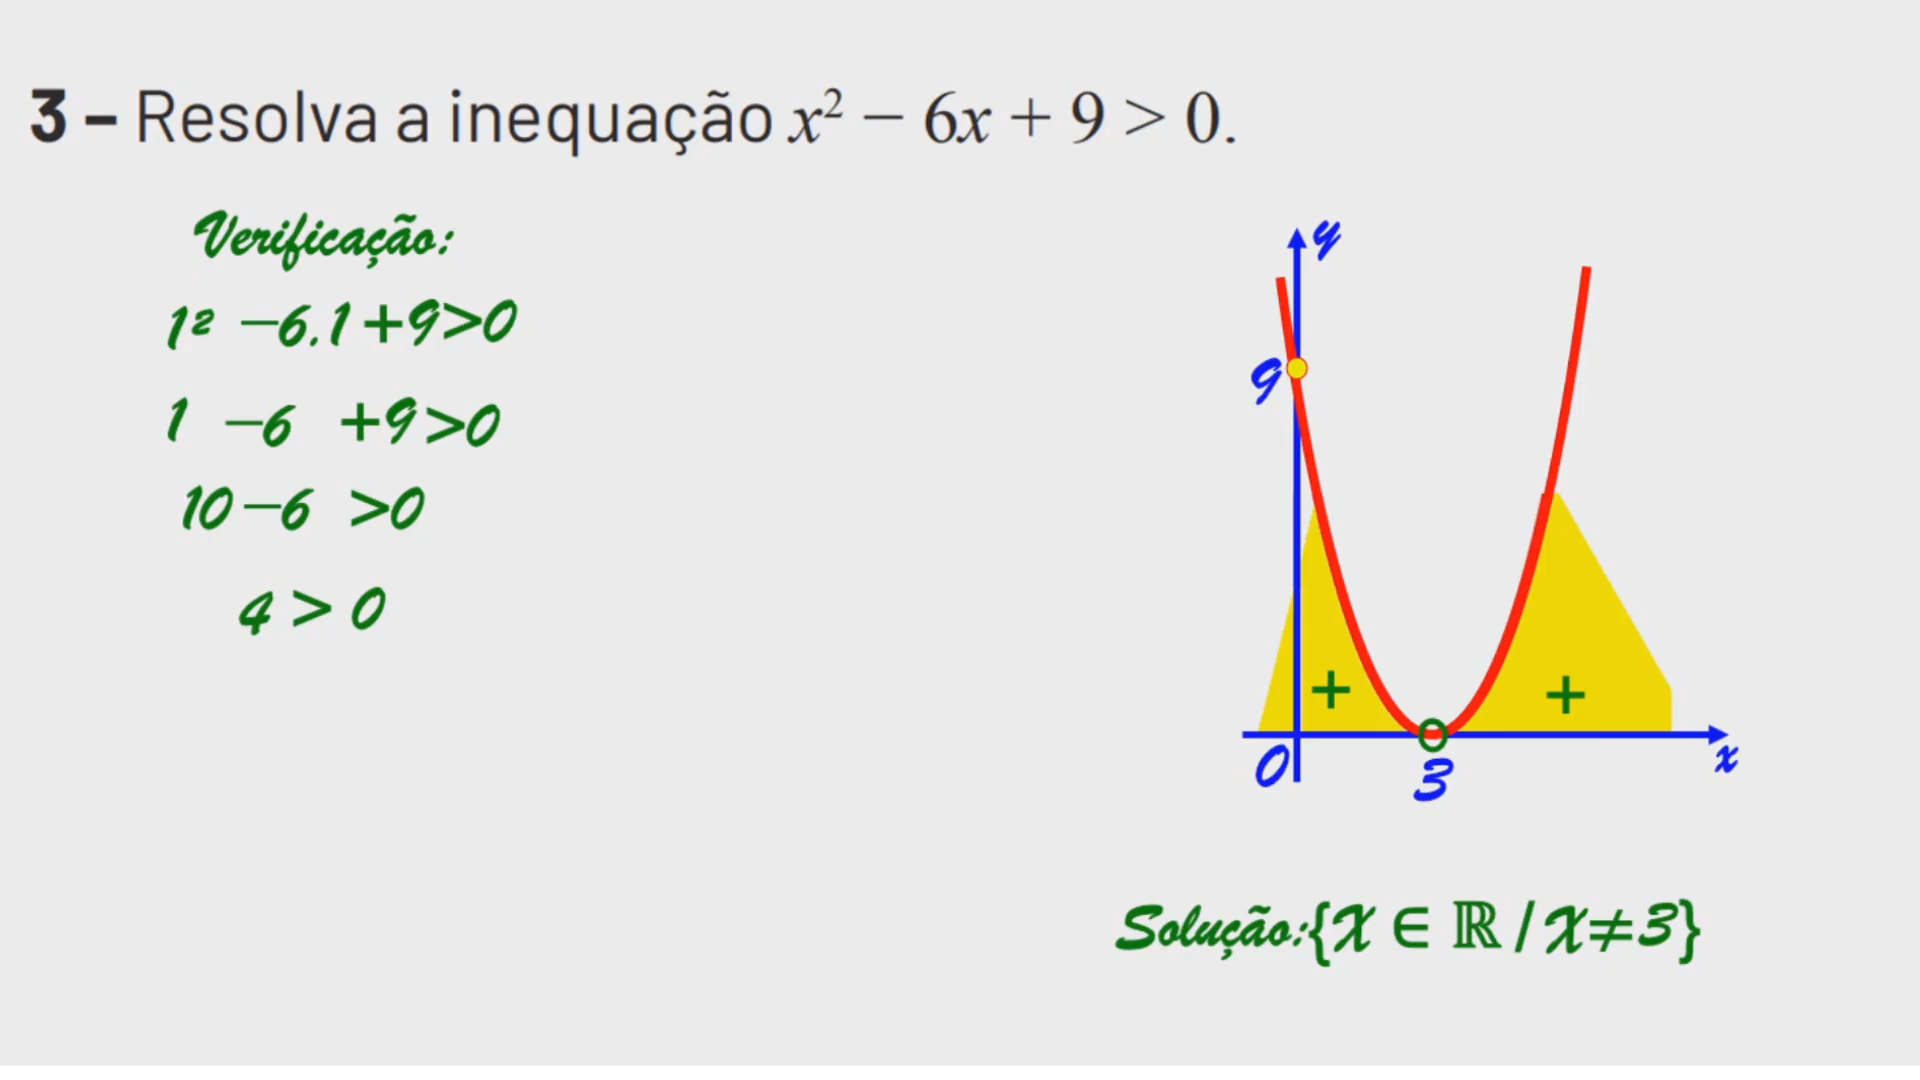 3 – Resolva a inequação x² − 6x + 9 > 0.
Verificação:
1² −6.1 +9>0
1 −6 +9>0
10−6 >0
4 > 0
y
9
+ +
0 3 x
Solução:{X ∈ ℝ / X≠3}